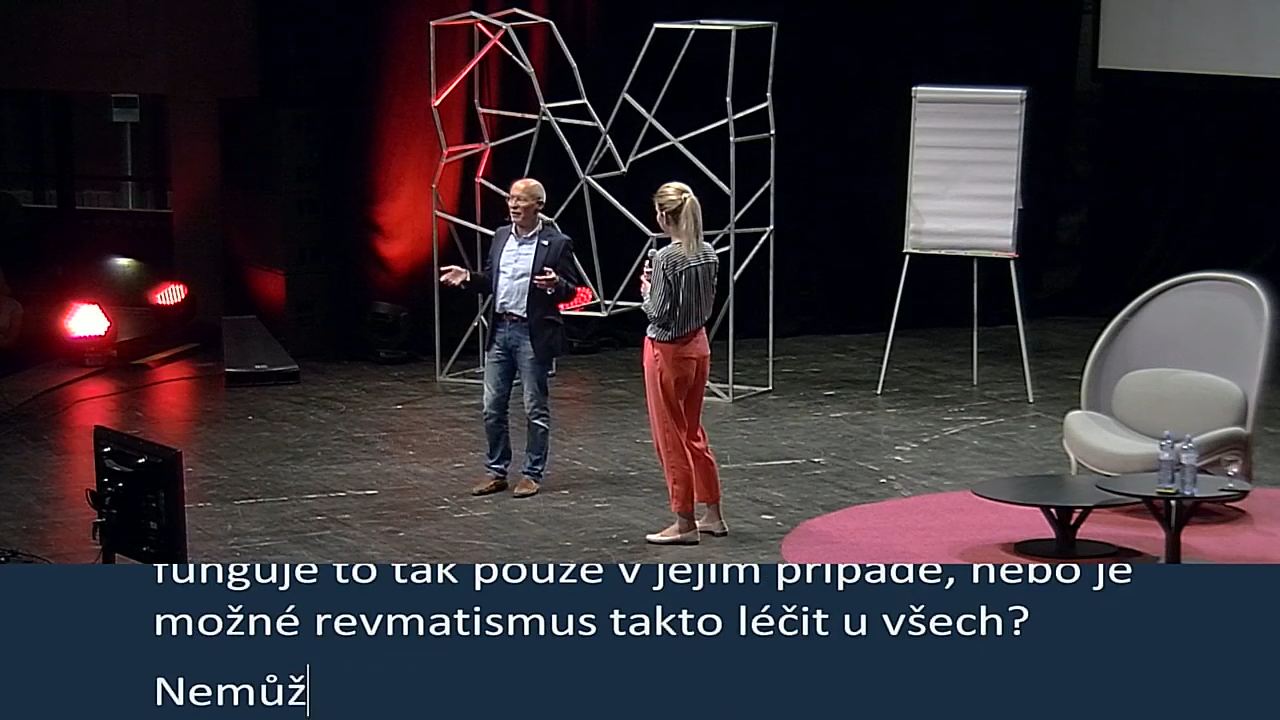 funguje to tak pouze v jejím případě, nebo je
možné revmatismus takto léčit u všech?
Nemůž